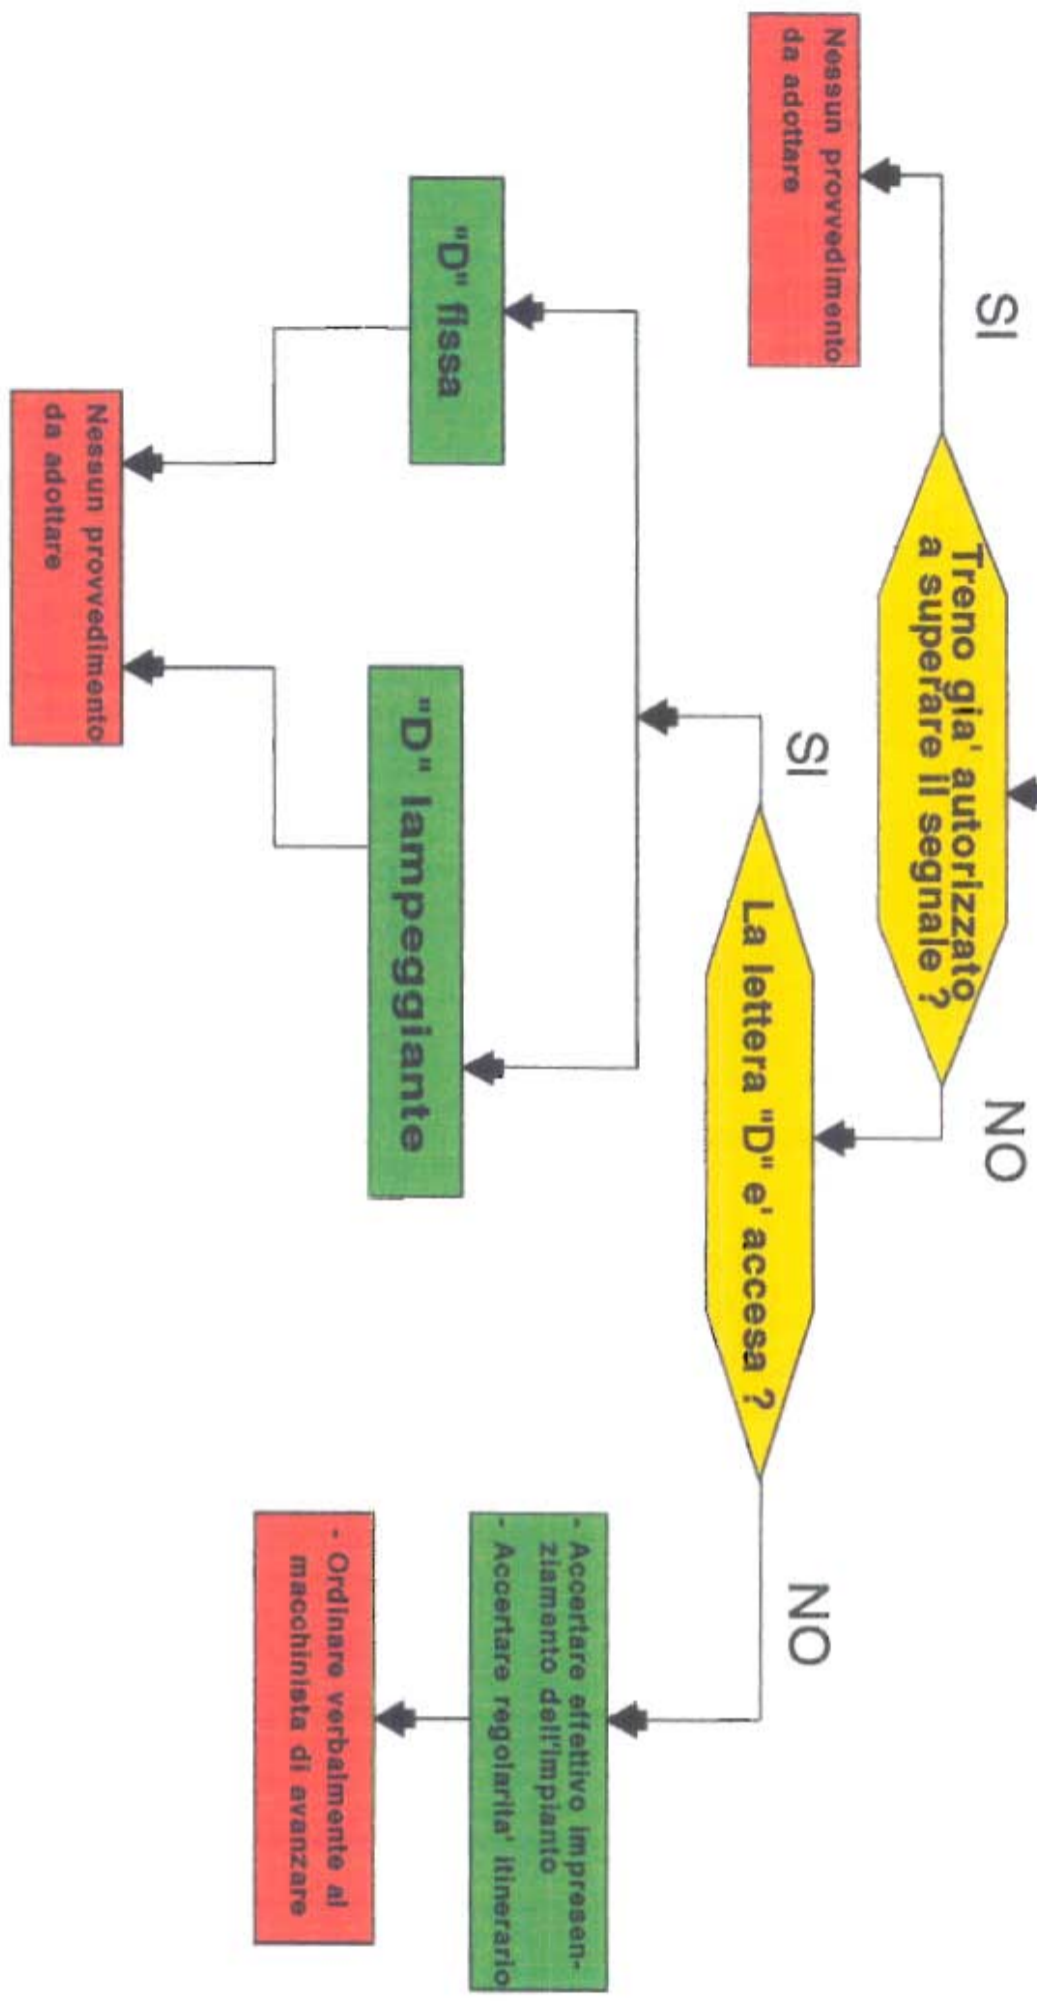 Treno gia' autorizzato
a superare il segnale ?
SI
NO
Nessun provvedimento
da adottare
La lettera "D" e' accesa ?
SI
NO
"D" fissa
"D" lampeggiante
Nessun provvedimento
da adottare
- Accertare effettivo impresen-
ziamento dell'impianto
- Accertare regolarita' itinerario
- Ordinare verbalmente al
macchinista di avanzare